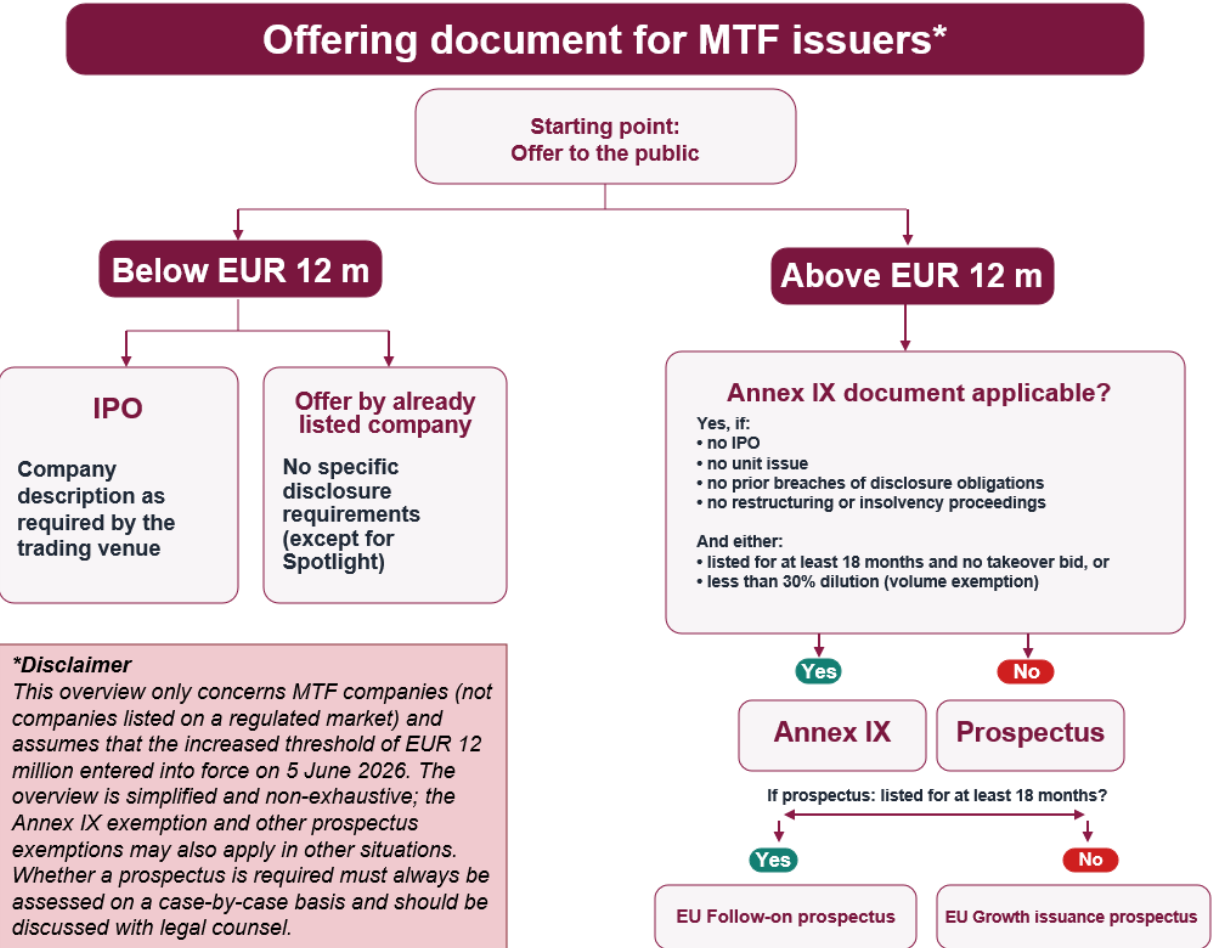 Offering document for MTF issuers*
Starting point:
Offer to the public
Below EUR 12 m
Above EUR 12 m
IPO
Company
description as
required by the
trading venue
Offer by already
listed company
No specific
disclosure
requirements
(except for
Spotlight)
Annex IX document applicable?
Yes, if:
• no IPO
• no unit issue
• no prior breaches of disclosure obligations
• no restructuring or insolvency proceedings
And either:
• listed for at least 18 months and no takeover bid, or
• less than 30% dilution (volume exemption)
Yes
No
Annex IX
Prospectus
If prospectus: listed for at least 18 months?
Yes
No
EU Follow-on prospectus
EU Growth issuance prospectus
*Disclaimer
This overview only concerns MTF companies (not
companies listed on a regulated market) and
assumes that the increased threshold of EUR 12
million entered into force on 5 June 2026. The
overview is simplified and non-exhaustive; the
Annex IX exemption and other prospectus
exemptions may also apply in other situations.
Whether a prospectus is required must always be
assessed on a case-by-case basis and should be
discussed with legal counsel.